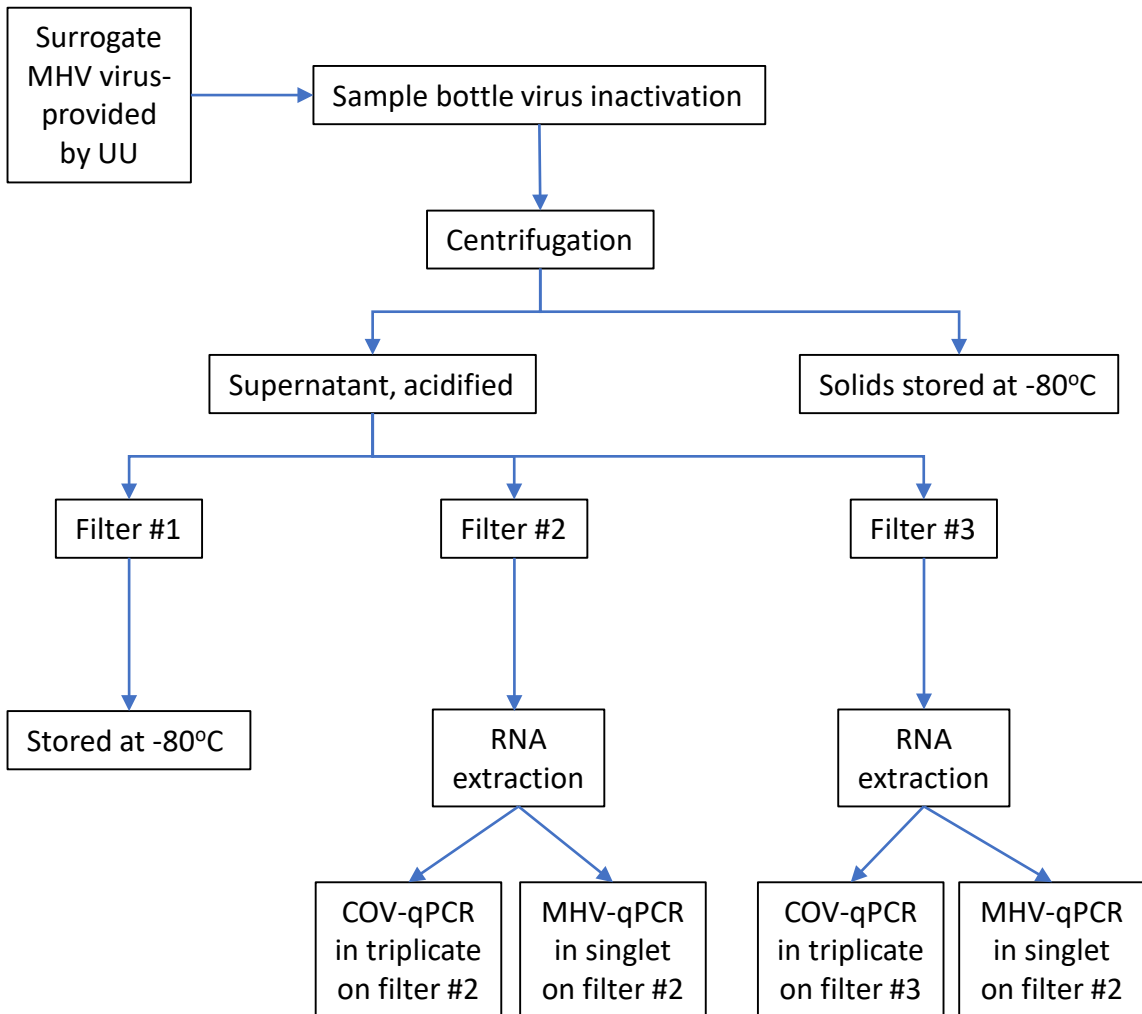 Surrogate
MHV virus-
provided
by UU
Sample bottle virus inactivation
Centrifugation
Supernatant, acidified
Solids stored at -80°C
Filter #1
Filter #2
Filter #3
Stored at -80°C
RNA
extraction
RNA
extraction
COV-qPCR
in triplicate
on filter #2
MHV-qPCR
in singlet
on filter #2
COV-qPCR
in triplicate
on filter #3
MHV-qPCR
in singlet
on filter #2